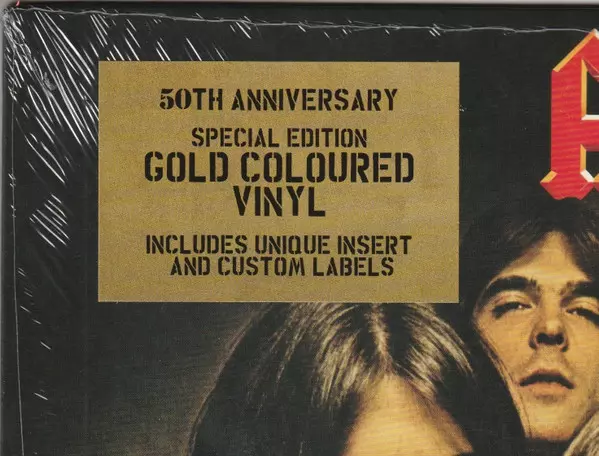 50TH ANNIVERSARY
SPECIAL EDITION
GOLD COLOURED
VINYL
INCLUDES UNIQUE INSERT
AND CUSTOM LABELS